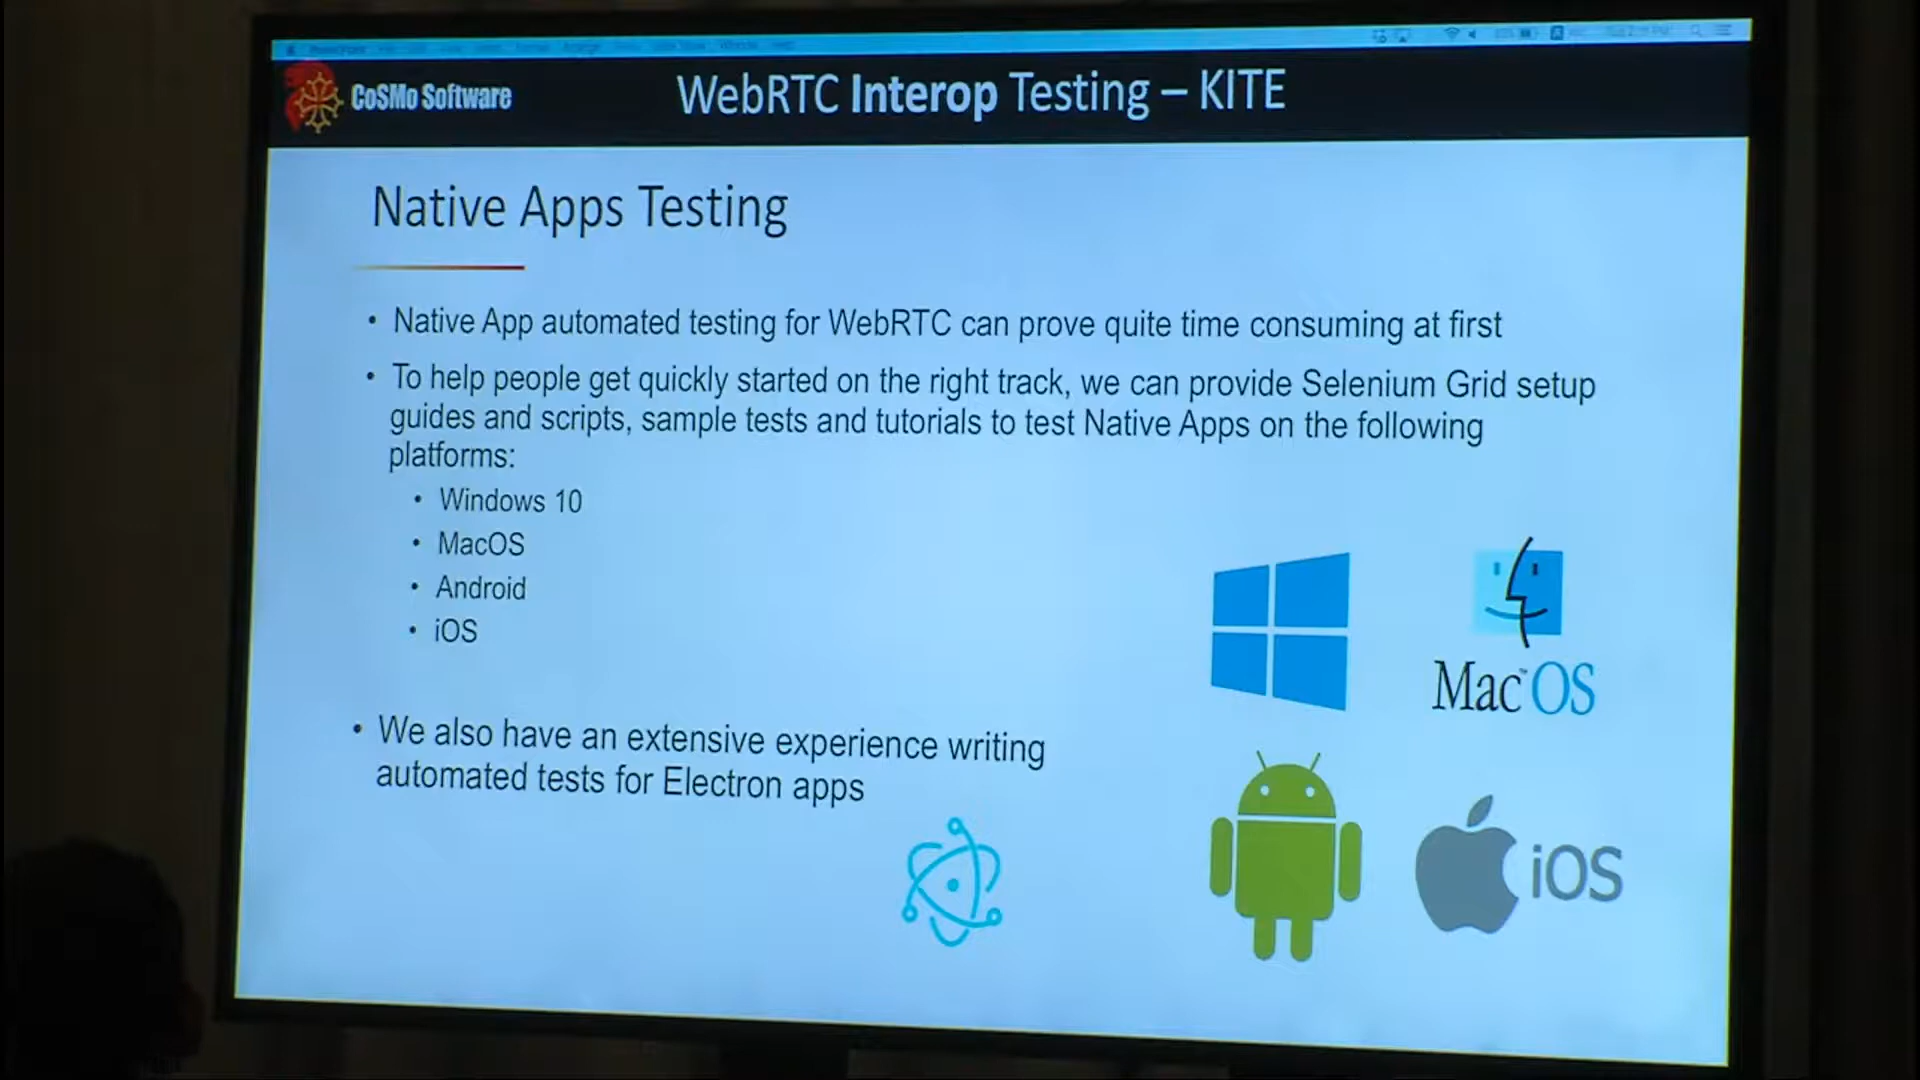 CoSMo Software
WebRTC Interop Testing – KITE
Native Apps Testing
• Native App automated testing for WebRTC can prove quite time consuming at first
• To help people get quickly started on the right track, we can provide Selenium Grid setup
guides and scripts, sample tests and tutorials to test Native Apps on the following
platforms:
• Windows 10
• MacOS
• Android
• iOS
Mac™OS
• We also have an extensive experience writing
automated tests for Electron apps
iOS